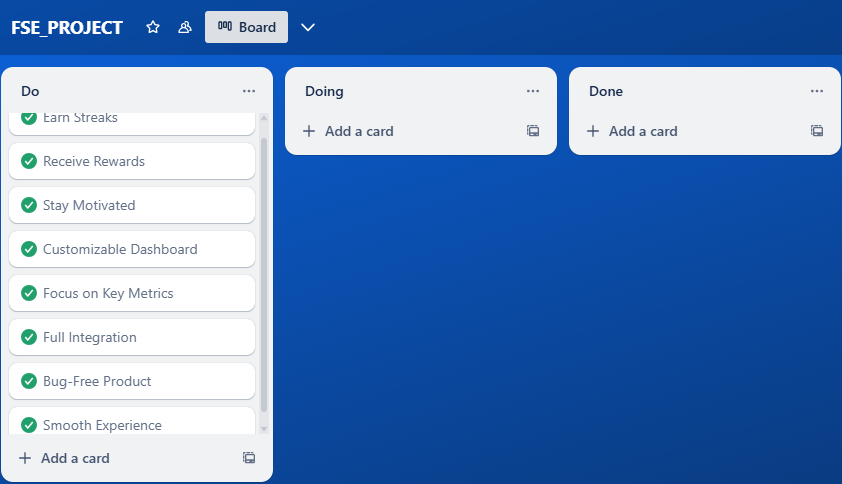 FSE_PROJECT
Board
Do
Earn Streaks
Receive Rewards
Stay Motivated
Customizable Dashboard
Focus on Key Metrics
Full Integration
Bug-Free Product
Smooth Experience
Add a card
Doing
Add a card
Done
Add a card